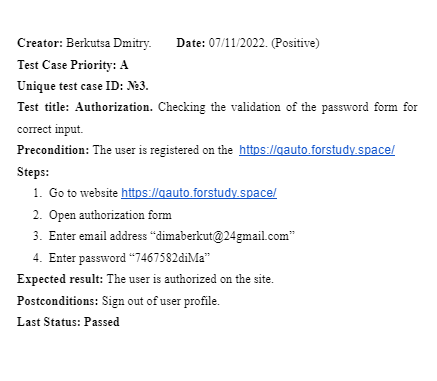 Creator: Berkutsa Dmitry. Date: 07/11/2022. (Positive)
Test Case Priority: A
Unique test case ID: №3.
Test title: Authorization. Checking the validation of the password form for
correct input.
Precondition: The user is registered on the https://qauto.forstudy.space/
Steps:
1. Go to website https://qauto.forstudy.space/
2. Open authorization form
3. Enter email address “dimaberkut@24gmail.com”
4. Enter password “7467582diMa”
Expected result: The user is authorized on the site.
Postconditions: Sign out of user profile.
Last Status: Passed